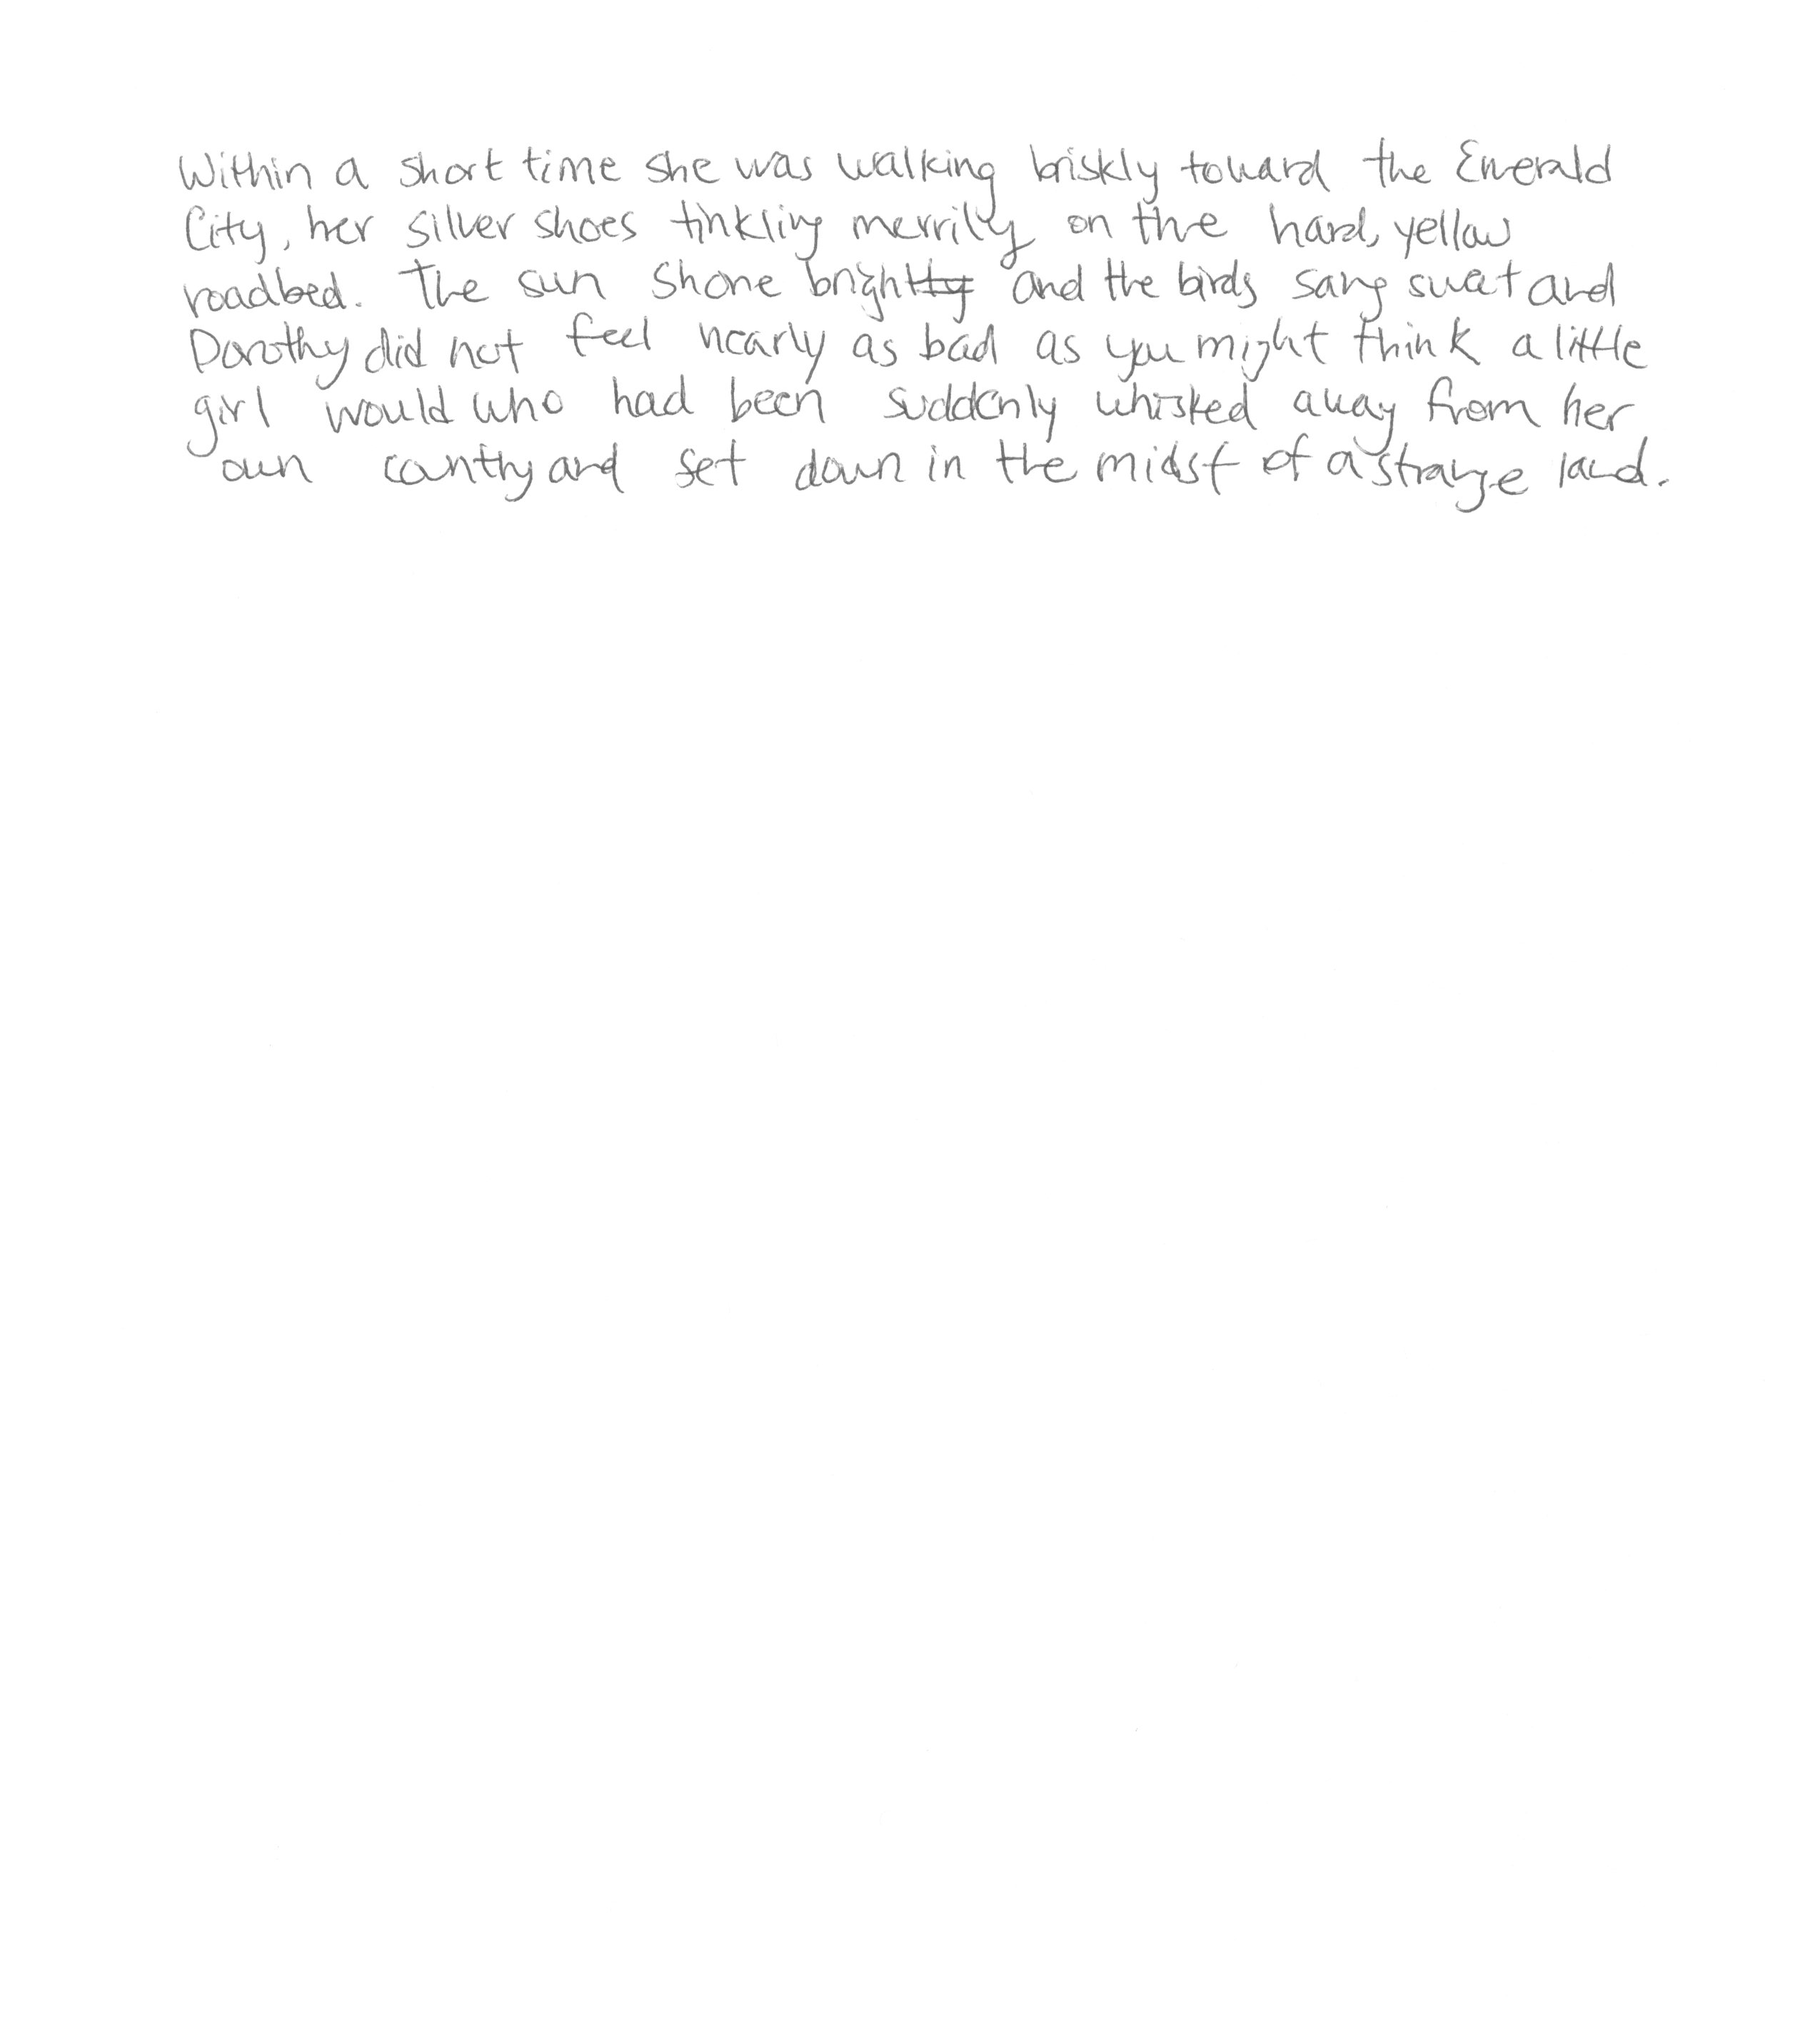 Within a short time she was walking briskly toward the Emerald
City, her silver shoes tinkling merrily on the hard, yellow
roadbed. The sun shone brightly and the birds sang sweet and
Dorothy did not feel nearly as bad as you might think a little
girl would who had been suddenly whisked away from her
own country and set down in the midst of a strange land.